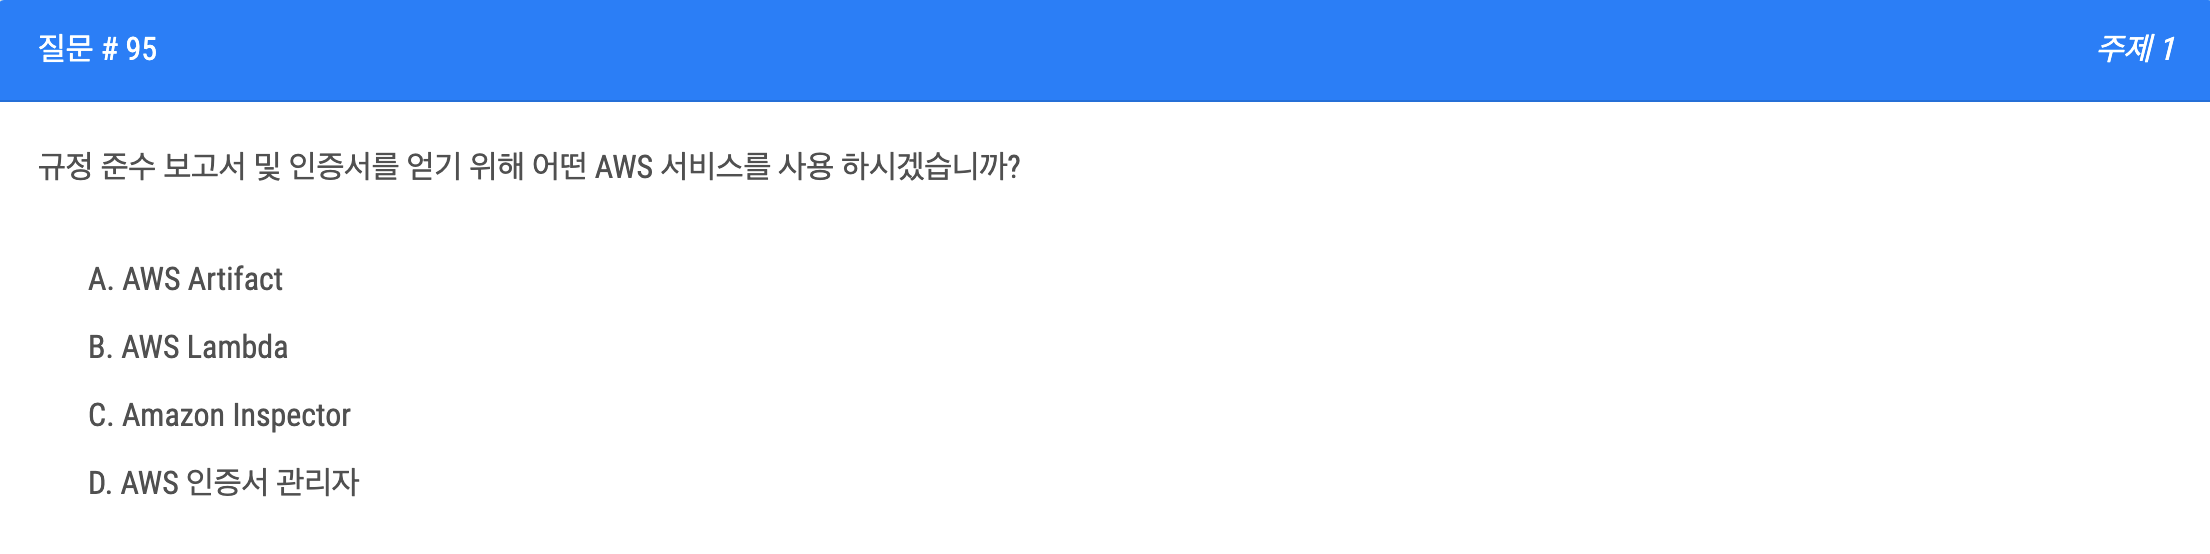 질문 # 95
주제 1
규정 준수 보고서 및 인증서를 얻기 위해 어떤 AWS 서비스를 사용 하시겠습니까?
A. AWS Artifact
B. AWS Lambda
C. Amazon Inspector
D. AWS 인증서 관리자